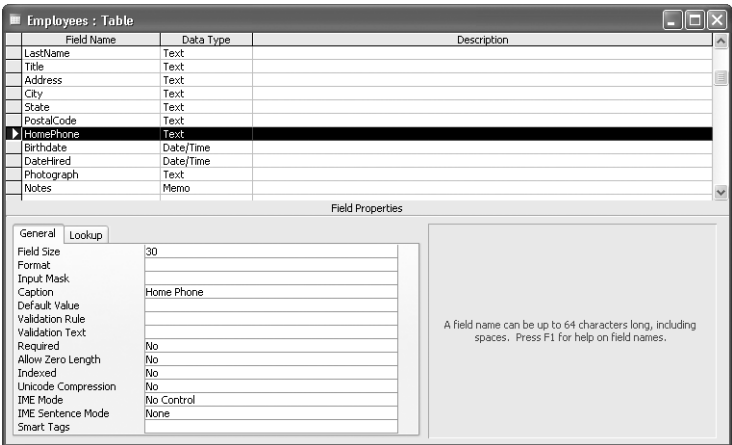 Employees : Table
Field Name Data Type Description
LastName Text
Title Text
Address Text
City Text
State Text
PostalCode Text
HomePhone Text
Birthdate Date/Time
DateHired Date/Time
Photograph Text
Notes Memo
Field Properties
General Lookup
Field Size 30
Format
Input Mask
Caption Home Phone
Default Value
Validation Rule
Validation Text
Required No
Allow Zero Length No
Indexed No
Unicode Compression No
IME Mode No Control
IME Sentence Mode None
Smart Tags
A field name can be up to 64 characters long, including
spaces. Press F1 for help on field names.